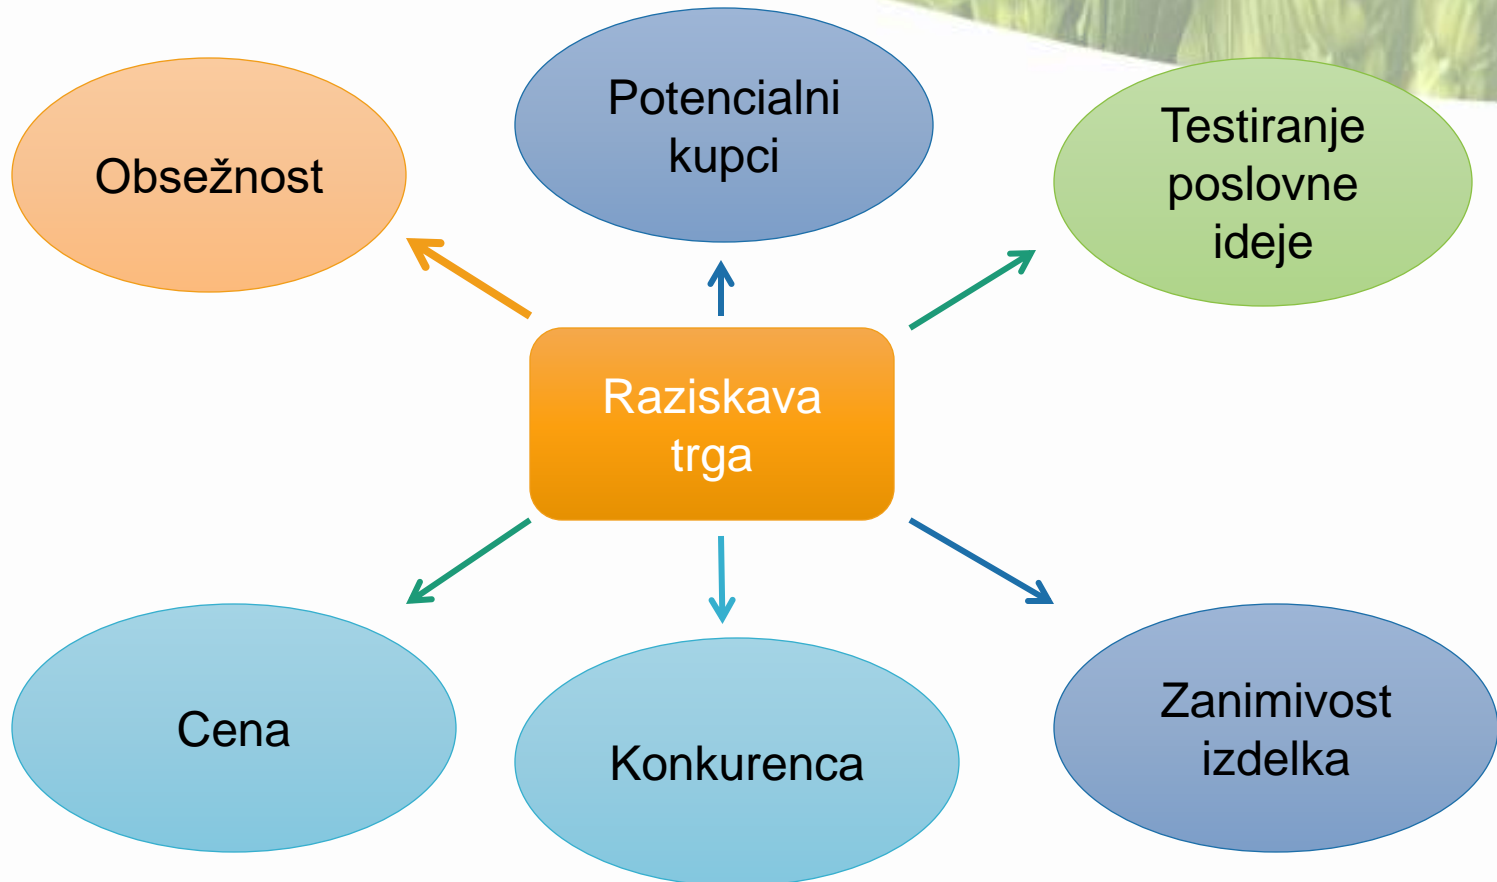 Obsežnost
Potencialni
kupci
Testiranje
poslovne
ideje
Raziskava
trga
Cena
Konkurenca
Zanimivost
izdelka